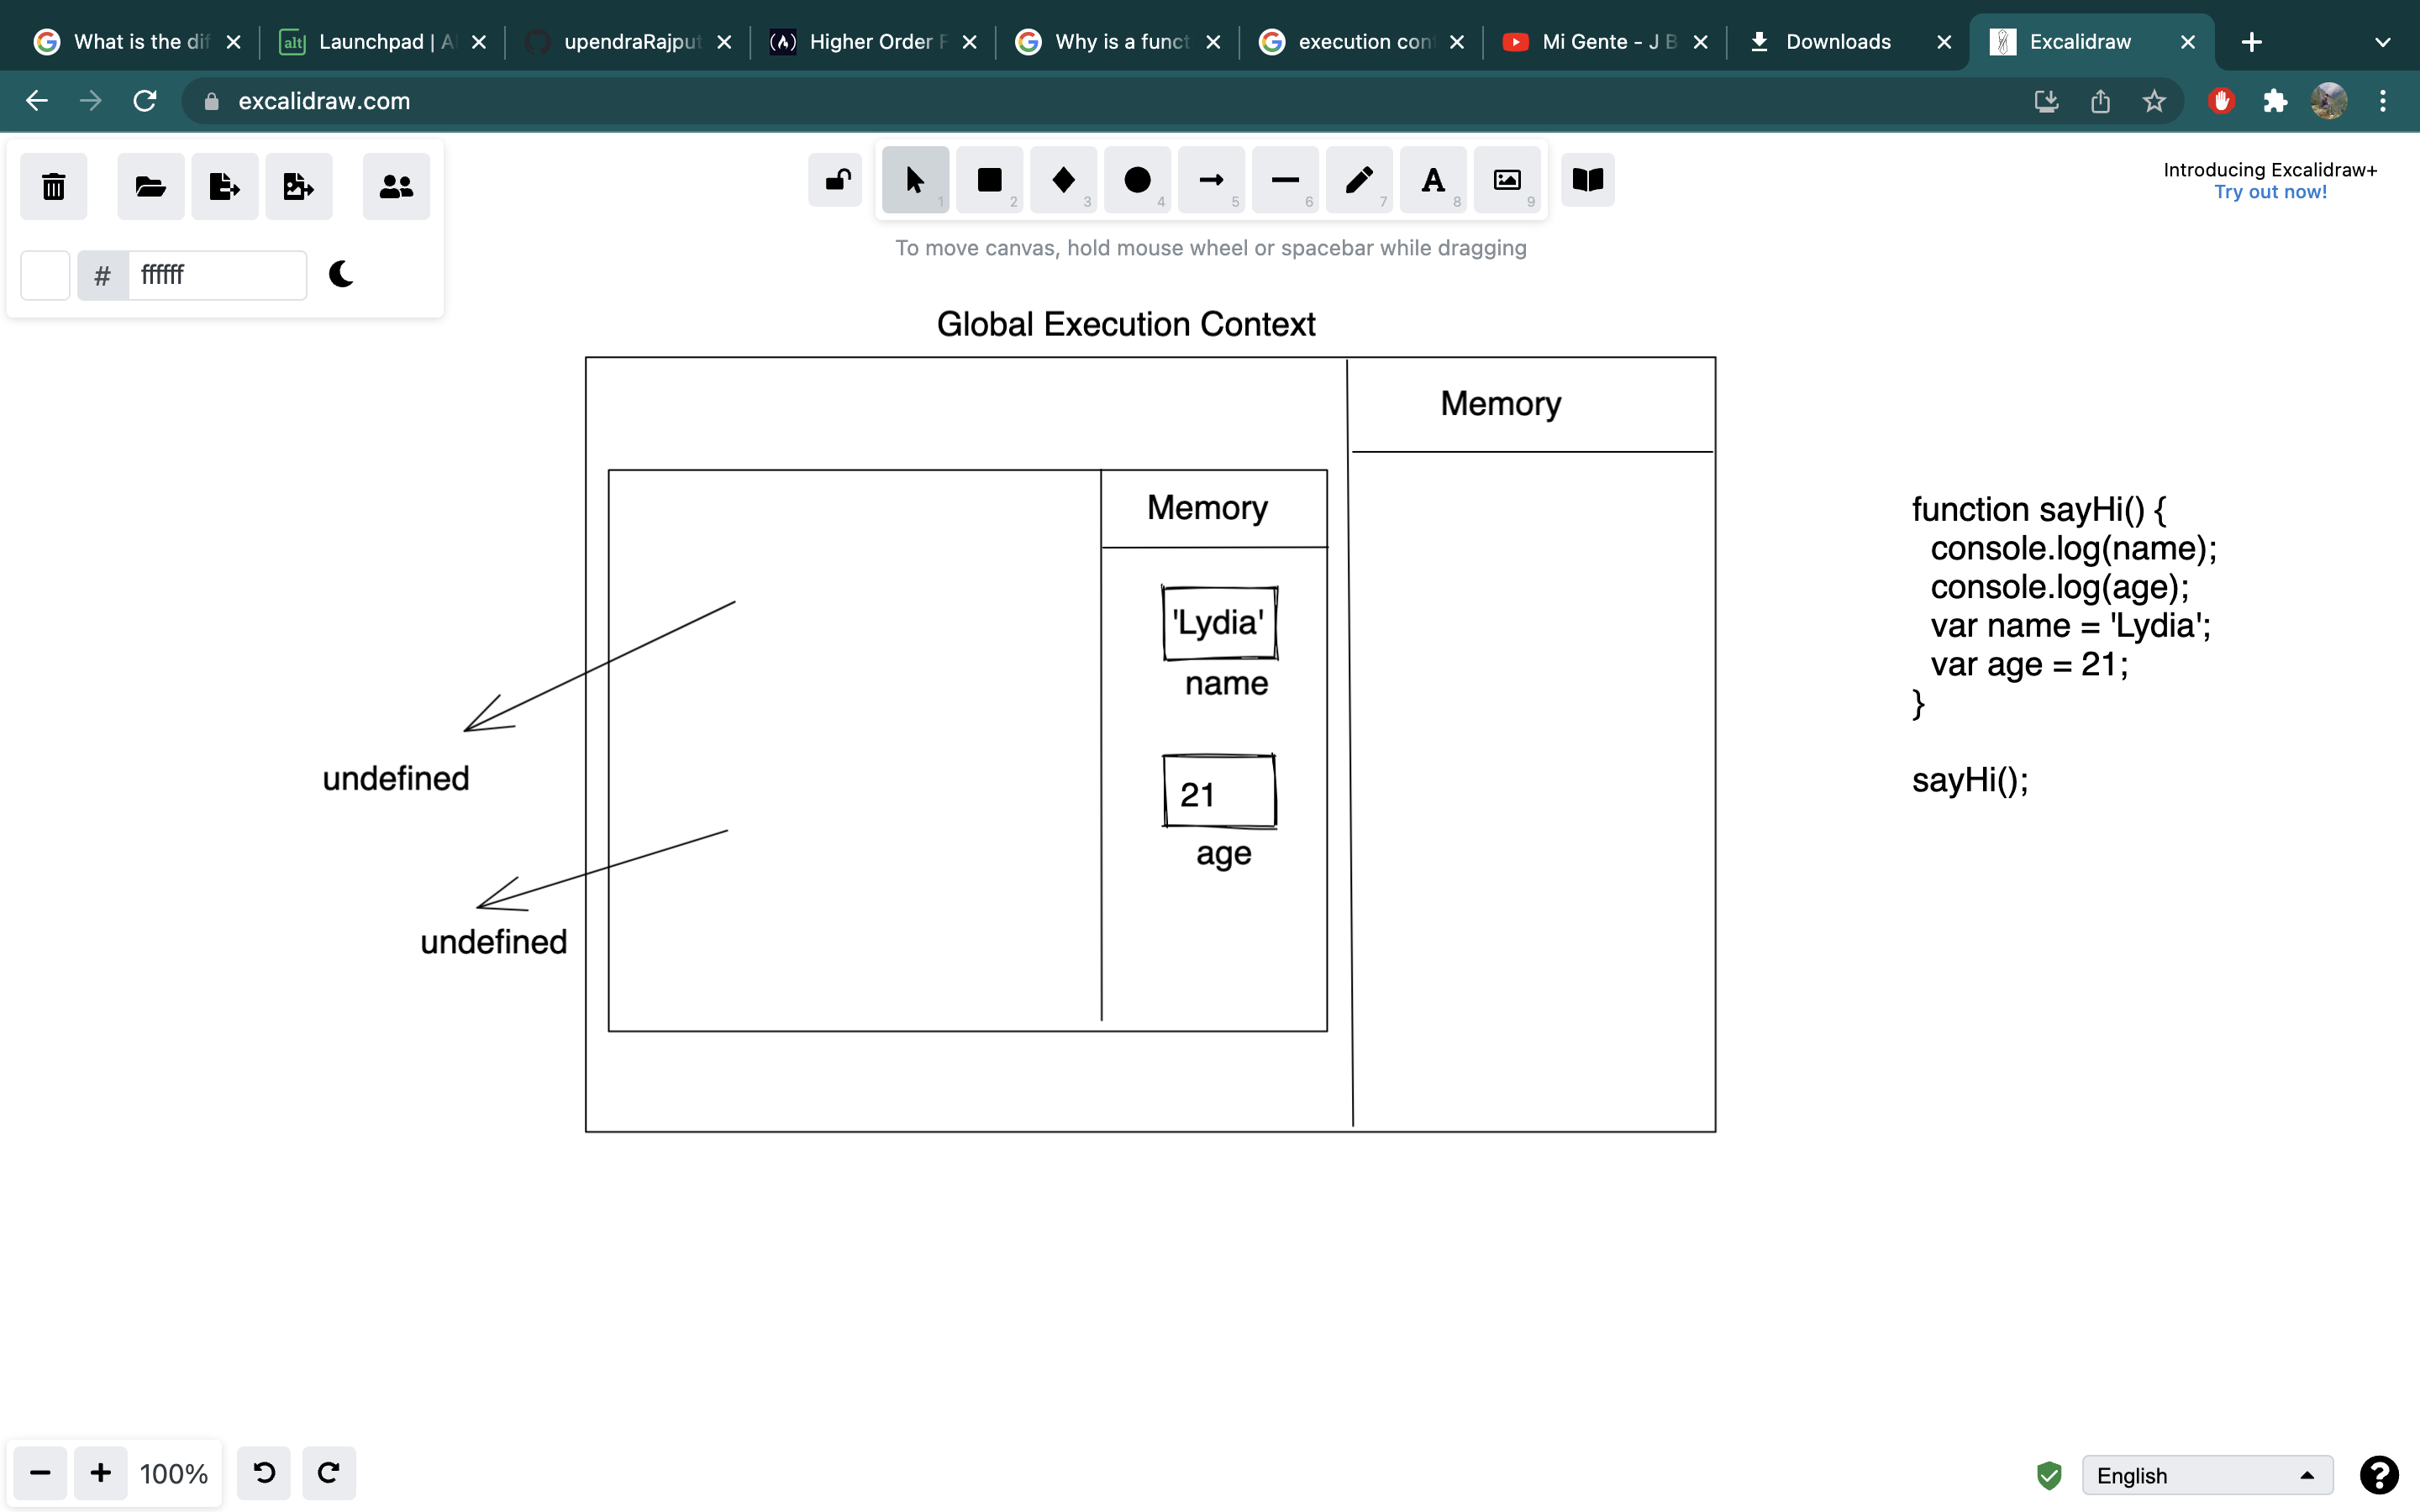 What is the dif
alt
Launchpad | A
upendraRajput
Higher Order F
Why is a funct
execution con
Mi Gente - J B
Downloads
Excalidraw
excalidraw.com
1
2
3
4
5
6
A
7
8
9
Introducing Excalidraw+
Try out now!
To move canvas, hold mouse wheel or spacebar while dragging
# ffffff
Global Execution Context
Memory
Memory
'Lydia'
name
21
age
undefined
undefined
function sayHi() {
console.log(name);
console.log(age);
var name = 'Lydia';
var age = 21;
}
sayHi();
100%
English
?